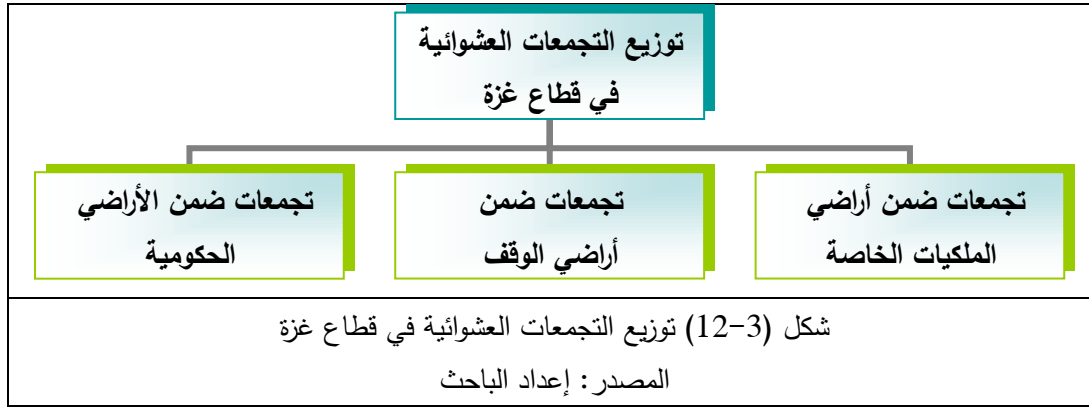 توزيع التجمعات العشوائية
في قطاع غزة
تجمعات ضمن أراضي
الملكيات الخاصة
تجمعات ضمن
أراضي الوقف
تجمعات ضمن الأراضي
الحكومية
شكل (3-12) توزيع التجمعات العشوائية في قطاع غزة
المصدر: إعداد الباحث